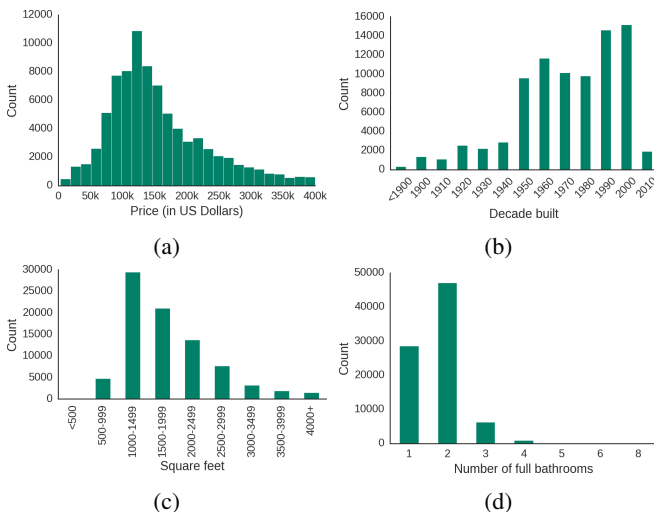 12000
10000
8000
6000
4000
2000
0
Count
0 50k 100k 150k 200k 250k 300k 350k 400k
Price (in US Dollars)
(a)
16000
14000
12000
10000
8000
6000
4000
2000
0
Count
<1900 1900 1910 1920 1930 1940 1950 1960 1970 1980 1990 2000 2010
Decade built
(b)
30000
25000
20000
15000
10000
5000
0
Count
<500 500-999 1000-1499 1500-1999 2000-2499 2500-2999 3000-3499 3500-3999 4000+
Square feet
(c)
50000
40000
30000
20000
10000
0
Count
1 2 3 4 5 6 8
Number of full bathrooms
(d)